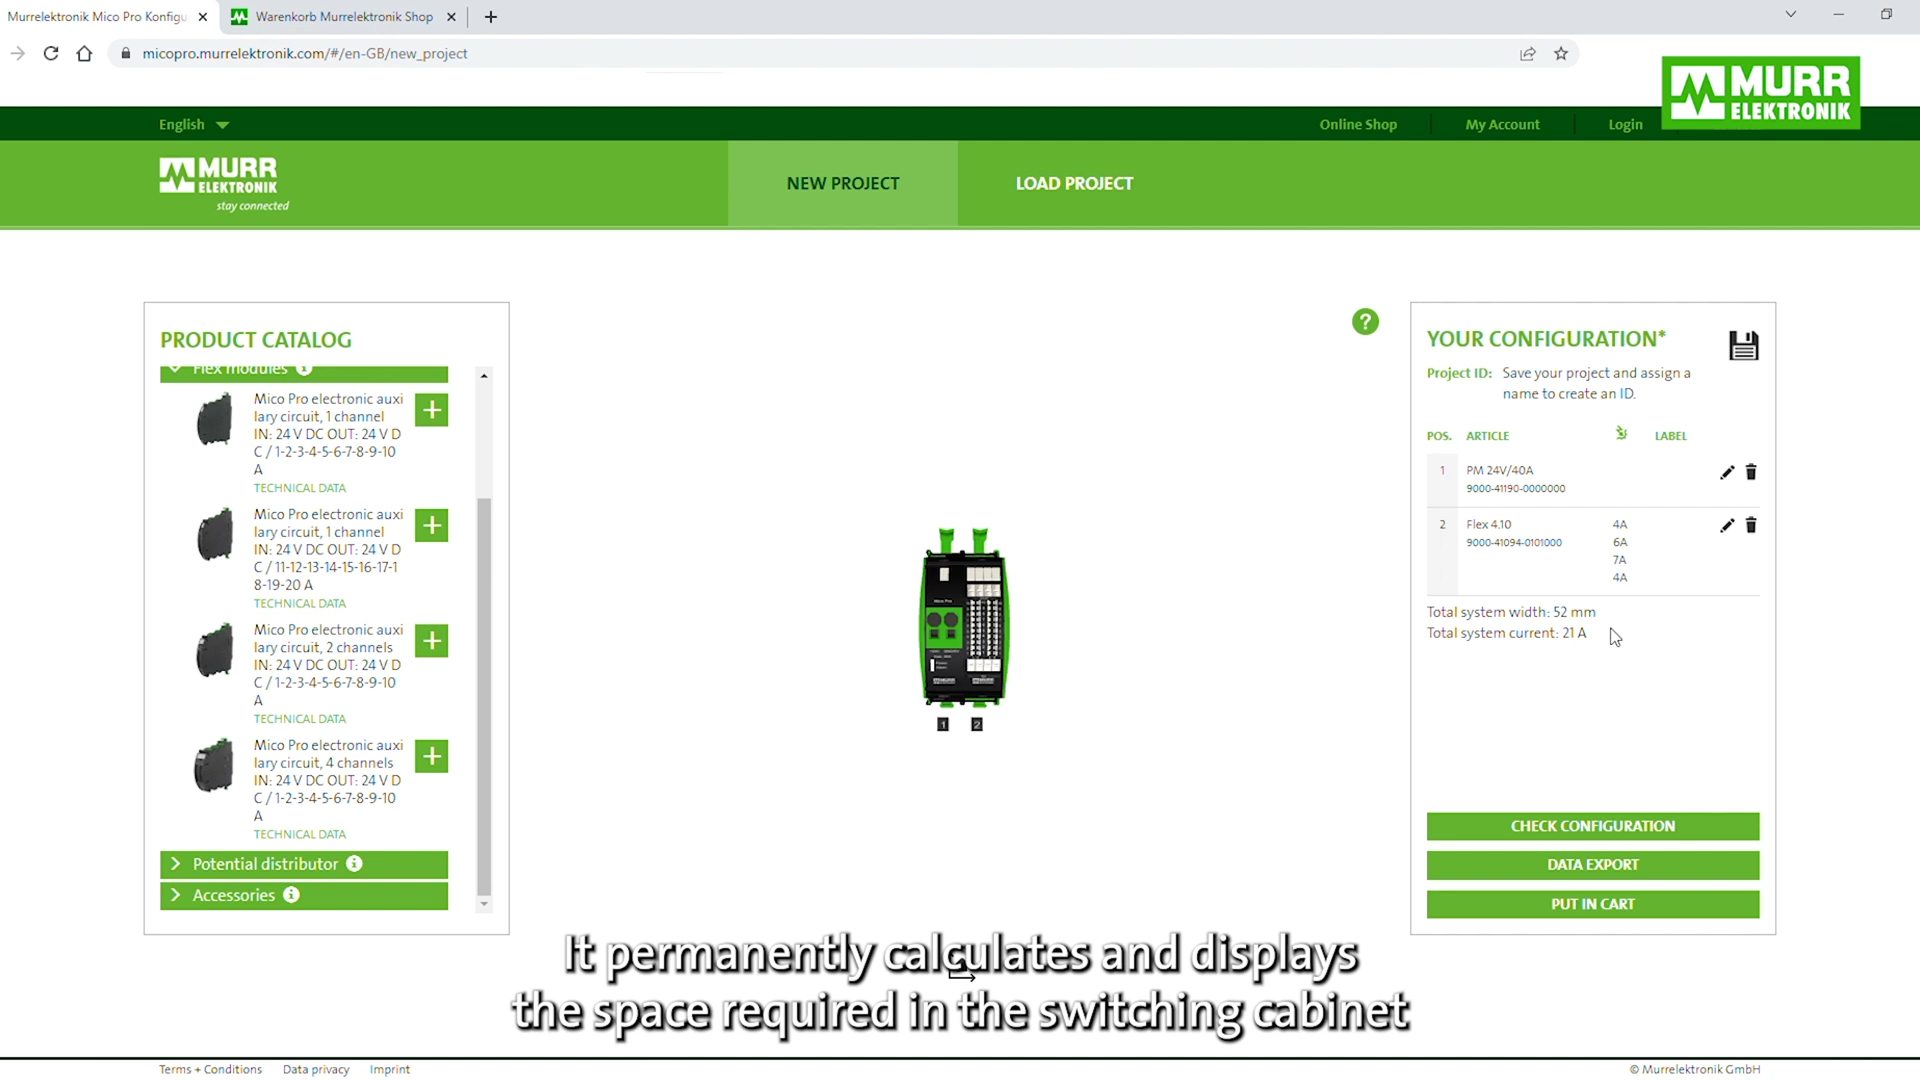 Murrelektronik Mico Pro Konfigu
Warenkorb Murrelektronik Shop
micopro.murrelektronik.com/#/en-GB/new_project
MURR
ELEKTRONIK
English
Online Shop
My Account
Login
MURR
ELEKTRONIK
stay connected
NEW PROJECT
LOAD PROJECT
PRODUCT CATALOG
Flex modules
Mico Pro electronic auxi
liary circuit, 1 channel
IN: 24 V DC OUT: 24 V D
C / 1-2-3-4-5-6-7-8-9-10
A
TECHNICAL DATA
Mico Pro electronic auxi
liary circuit, 1 channel
IN: 24 V DC OUT: 24 V D
C / 11-12-13-14-15-16-17-1
8-19-20 A
TECHNICAL DATA
Mico Pro electronic auxi
liary circuit, 2 channels
IN: 24 V DC OUT: 24 V D
C / 1-2-3-4-5-6-7-8-9-10
A
TECHNICAL DATA
Mico Pro electronic auxi
liary circuit, 4 channels
IN: 24 V DC OUT: 24 V D
C / 1-2-3-4-5-6-7-8-9-10
A
TECHNICAL DATA
Potential distributor
Accessories
?
Mico Pro
1 2
YOUR CONFIGURATION*
Project ID: Save your project and assign a
name to create an ID.
POS. ARTICLE LABEL
1 PM 24V/40A
9000-41190-0000000
2 Flex 4.10 4A
9000-41094-0101000 6A
7A
4A
Total system width: 52 mm
Total system current: 21 A
CHECK CONFIGURATION
DATA EXPORT
PUT IN CART
It permanently calculates and displays
the space required in the switching cabinet
Terms + Conditions Data privacy Imprint
© Murrelektronik GmbH